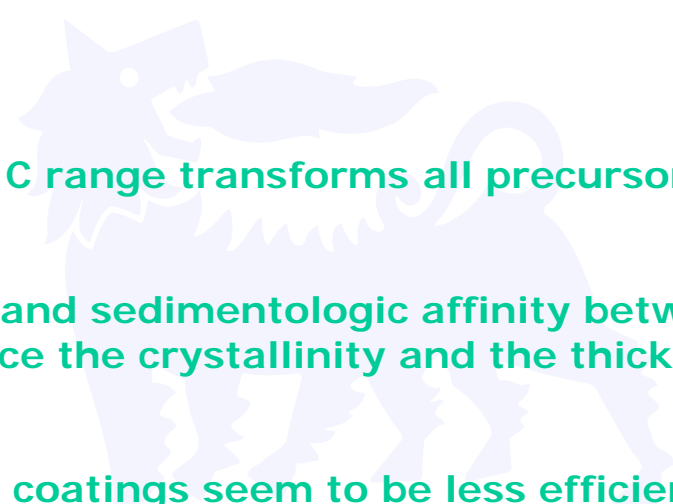 C range transforms all precursor
and sedimentologic affinity betw
ce the crystallinity and the thick
coatings seem to be less efficien